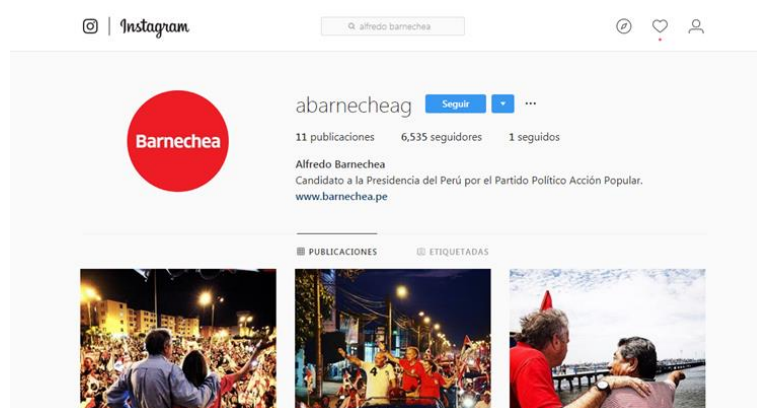 Instagram
alfredo barnechea
Barnechea
abarnecheag Seguir
11 publicaciones 6,535 seguidores 1 seguidos
Alfredo Barnechea
Candidato a la Presidencia del Perú por el Partido Político Acción Popular.
www.barnechea.pe
PUBLICACIONES ETIQUETADAS